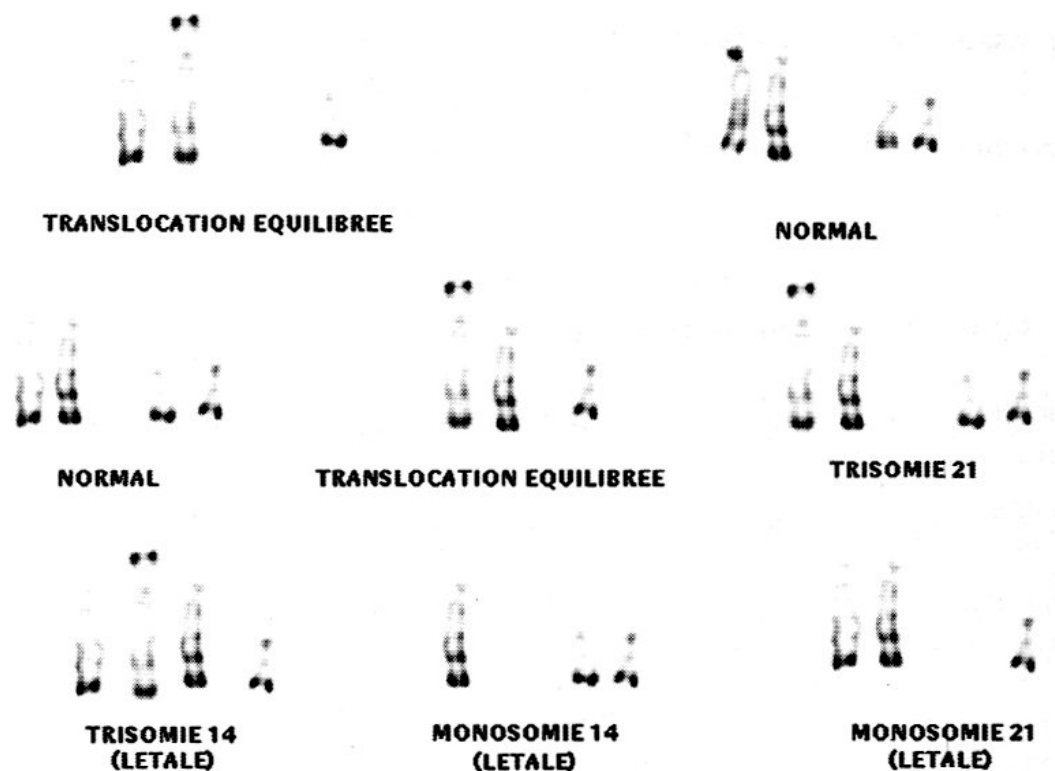 TRANSLOCATION EQUILIBREE
NORMAL
NORMAL
TRANSLOCATION EQUILIBREE
TRISOMIE 21
TRISOMIE 14
(LETALE)
MONOSOMIE 14
(LETALE)
MONOSOMIE 21
(LETALE)